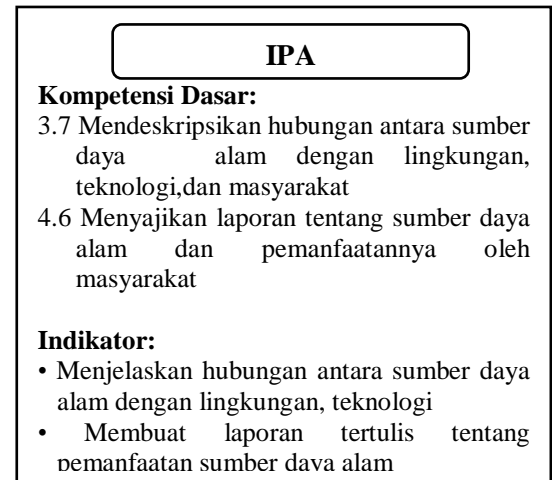 IPA
Kompetensi Dasar:
3.7 Mendeskripsikan hubungan antara sumber
daya alam dengan lingkungan,
teknologi,dan masyarakat
4.6 Menyajikan laporan tentang sumber daya
alam dan pemanfaatannya oleh
masyarakat
Indikator:
• Menjelaskan hubungan antara sumber daya
alam dengan lingkungan, teknologi
• Membuat laporan tertulis tentang
pemanfaatan sumber daya alam